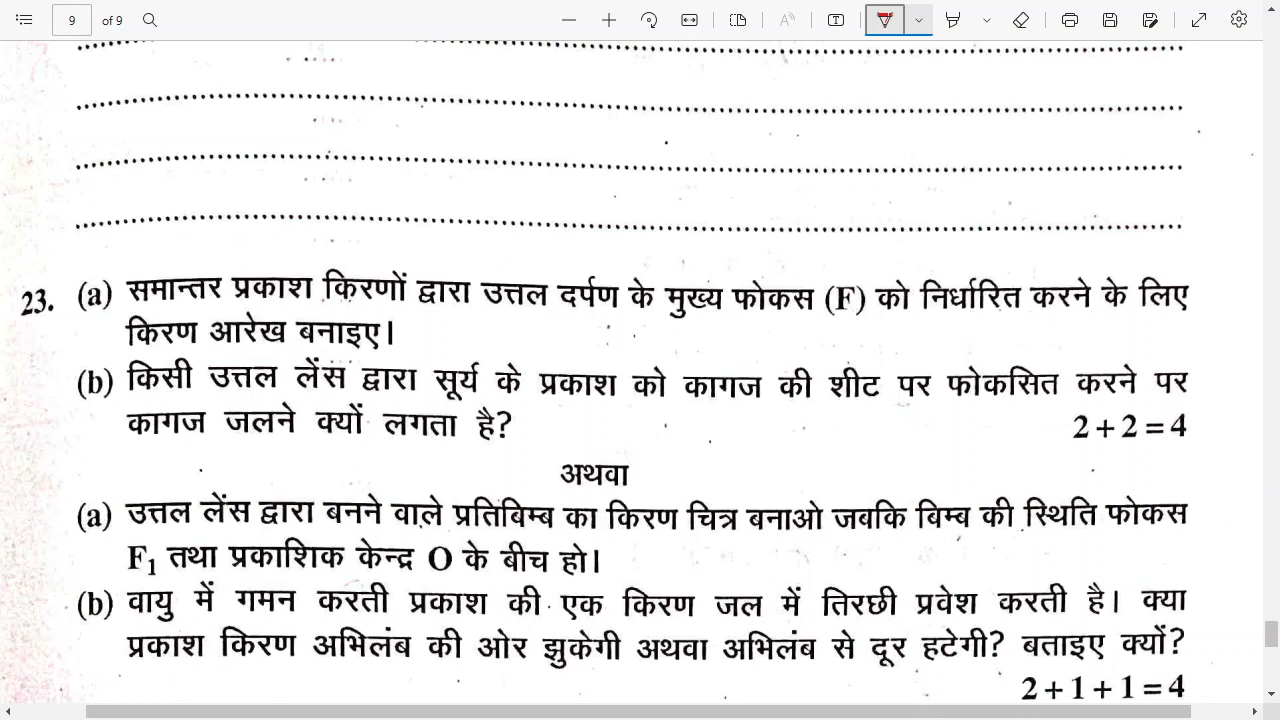 9 of 9
23. (a) समान्तर प्रकाश किरणों द्वारा उत्तल दर्पण के मुख्य फोकस (F) को निर्धारित करने के लिए
किरण आरेख बनाइए।
(b) किसी उत्तल लेंस द्वारा सूर्य के प्रकाश को कागज की शीट पर फोकसित करने पर
कागज जलने क्यों लगता है? 2 + 2 = 4
अथवा
(a) उत्तल लेंस द्वारा बनने वाले प्रतिबिम्ब का किरण चित्र बनाओ जबकि बिम्ब की स्थिति फोकस
F₁ तथा प्रकाशिक केन्द्र O के बीच हो।
(b) वायु में गमन करती प्रकाश की एक किरण जल में तिरछी प्रवेश करती है। क्या
प्रकाश किरण अभिलंब की ओर झुकेगी अथवा अभिलंब से दूर हटेगी? बताइए क्यों?
2 + 1 + 1 = 4